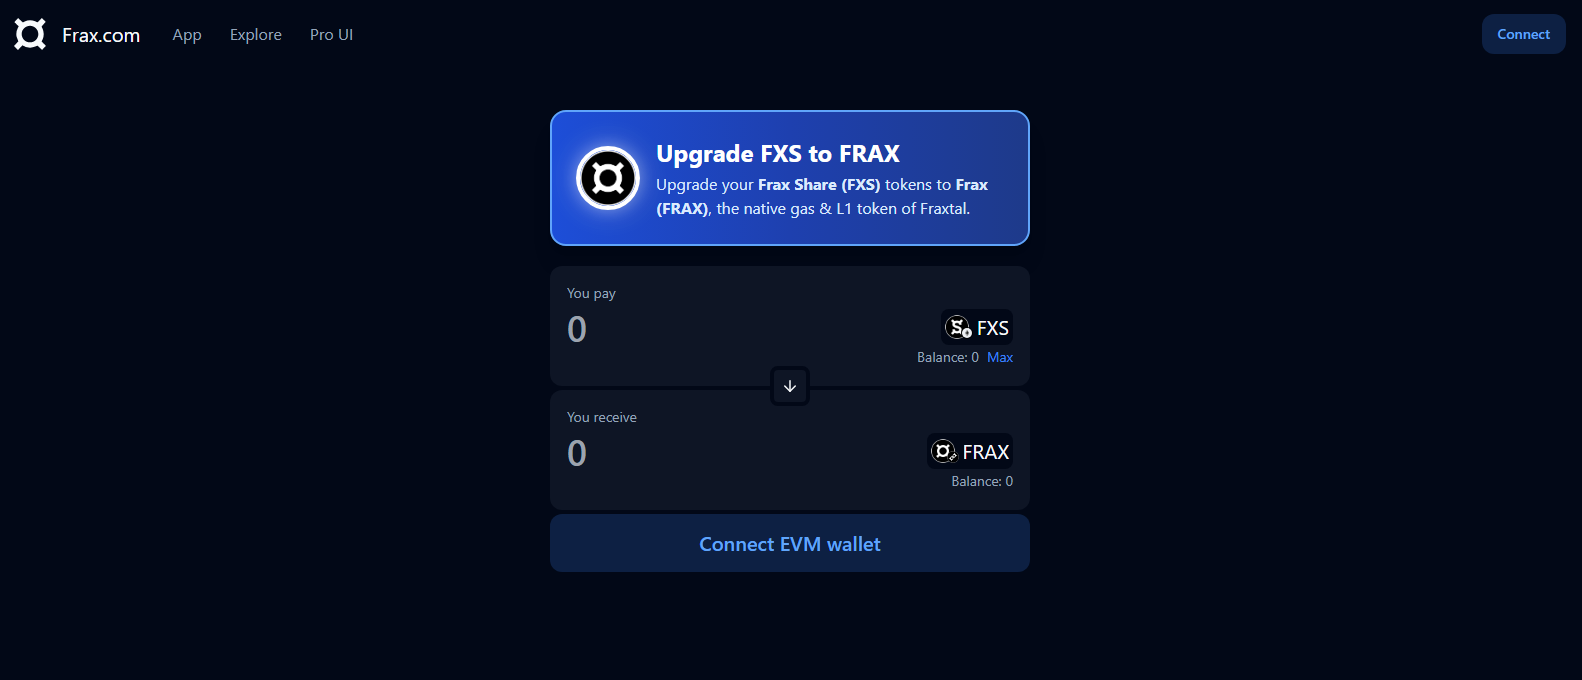 Frax.com
App
Explore
Pro UI
Connect
Upgrade FXS to FRAX
Upgrade your Frax Share (FXS) tokens to Frax
(FRAX), the native gas & L1 token of Fraxtal.
You pay
0
FXS
Balance: 0 Max
You receive
0
FRAX
Balance: 0
Connect EVM wallet